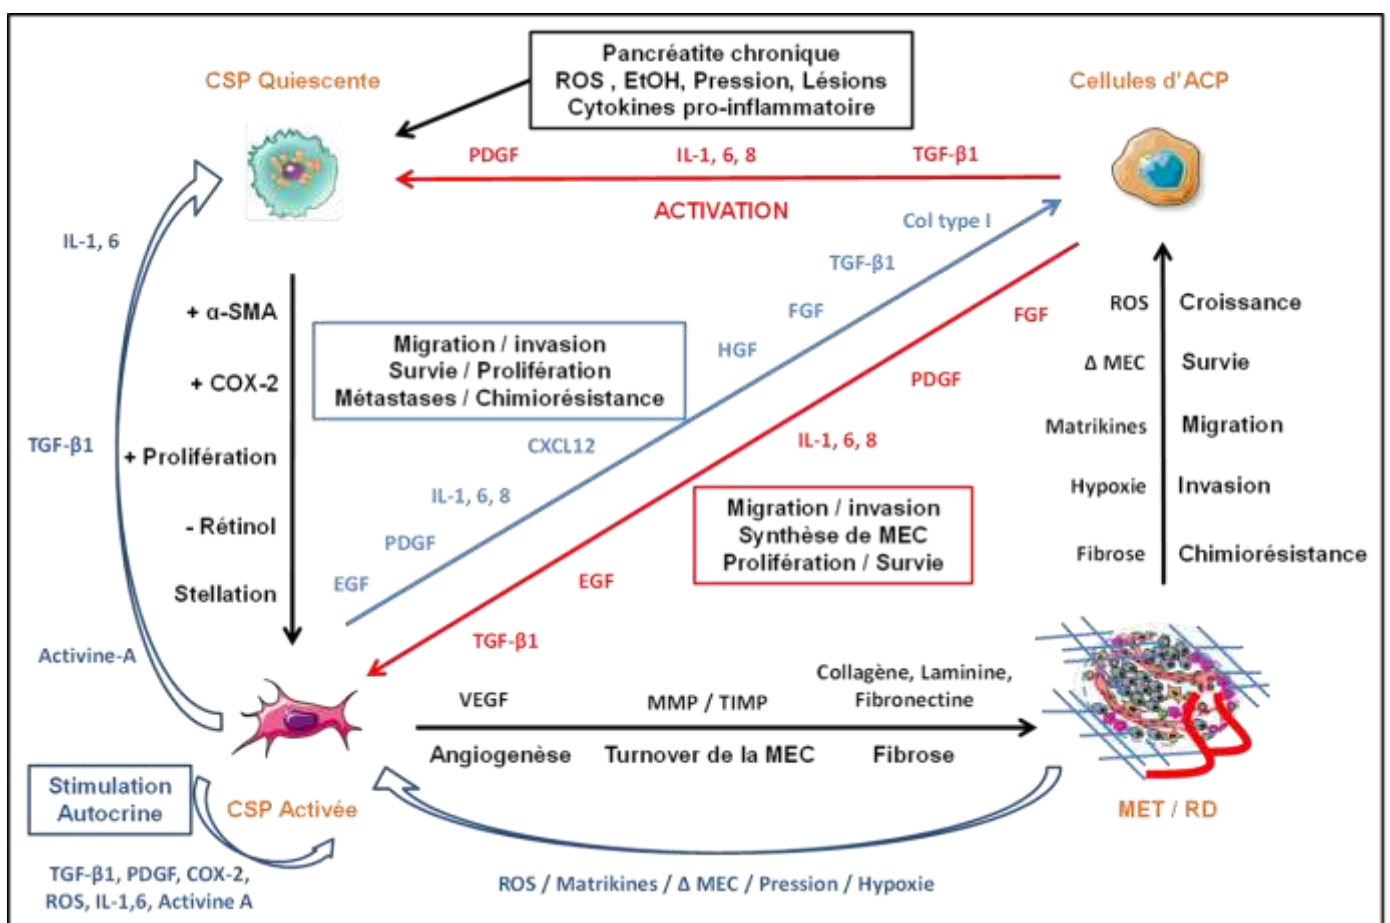 Pancréatite chronique
ROS , EtOH, Pression, Lésions
Cytokines pro-inflammatoire
CSP Quiescente
Cellules d'ACP
PDGF
IL-1, 6, 8
TGF-β1
ACTIVATION
Col type I
TGF-β1
FGF
HGF
CXCL12
IL-1, 6, 8
PDGF
EGF
IL-1, 6
TGF-β1
Activine-A
+ α-SMA
+ COX-2
+ Prolifération
- Rétinol
Stellation
Migration / invasion
Survie / Prolifération
Métastases / Chimiorésistance
FGF
PDGF
IL-1, 6, 8
EGF
TGF-β1
Migration / invasion
Synthèse de MEC
Prolifération / Survie
ROS Croissance
Δ MEC Survie
Matrikines Migration
Hypoxie Invasion
Fibrose Chimiorésistance
VEGF
MMP / TIMP
Collagène, Laminine,
Fibronectine
Angiogenèse
Turnover de la MEC
Fibrose
Stimulation
Autocrine
CSP Activée
MET / RD
TGF-β1, PDGF, COX-2,
ROS, IL-1,6, Activine A
ROS / Matrikines / Δ MEC / Pression / Hypoxie